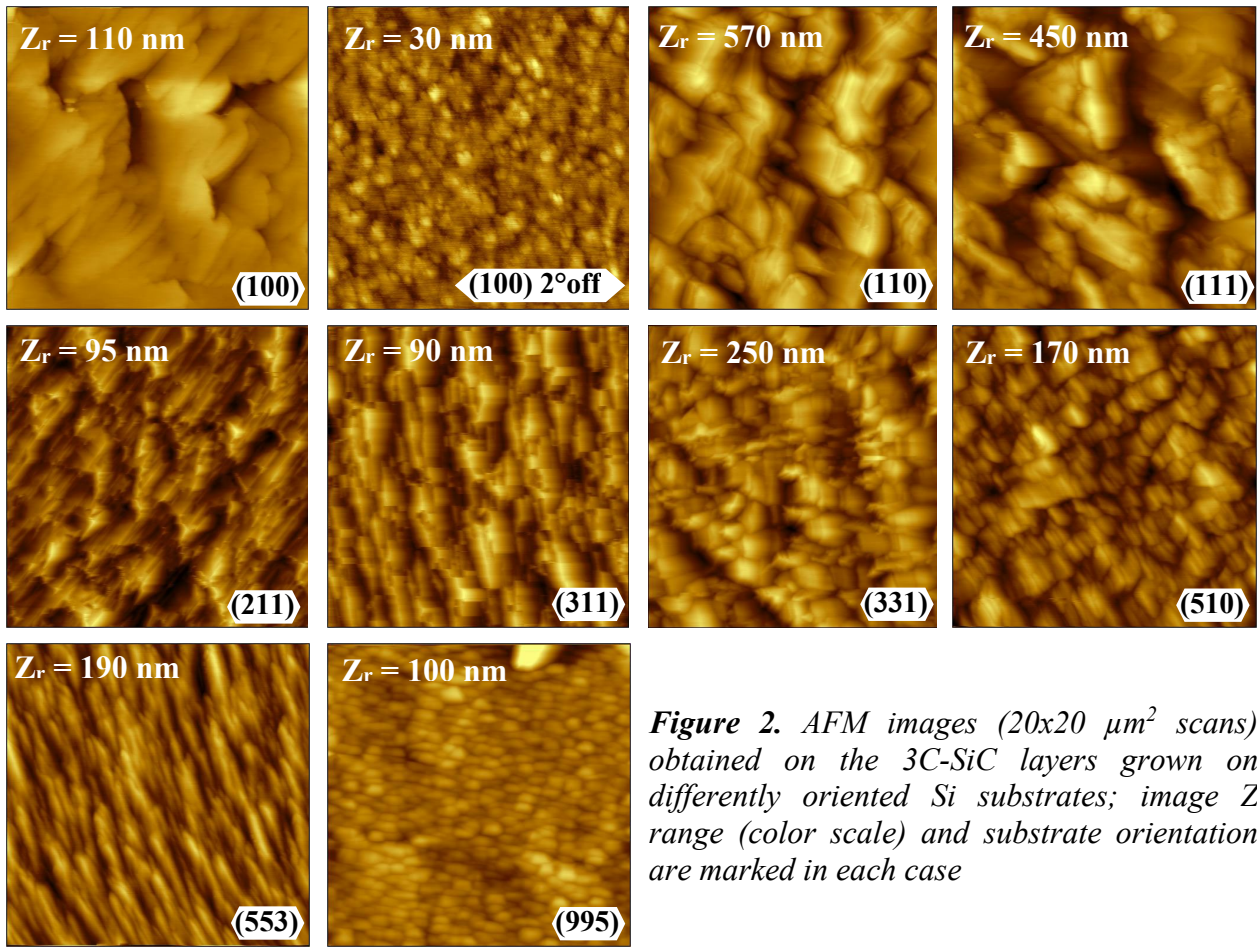 Zr = 110 nm
(100)
Zr = 30 nm
(100) 2°off
Zr = 570 nm
(110)
Zr = 450 nm
(111)
Zr = 95 nm
(211)
Zr = 90 nm
(311)
Zr = 250 nm
(331)
Zr = 170 nm
(510)
Zr = 190 nm
(553)
Zr = 100 nm
(995)
Figure 2. AFM images (20x20 µm² scans)
obtained on the 3C-SiC layers grown on
differently oriented Si substrates; image Z
range (color scale) and substrate orientation
are marked in each case